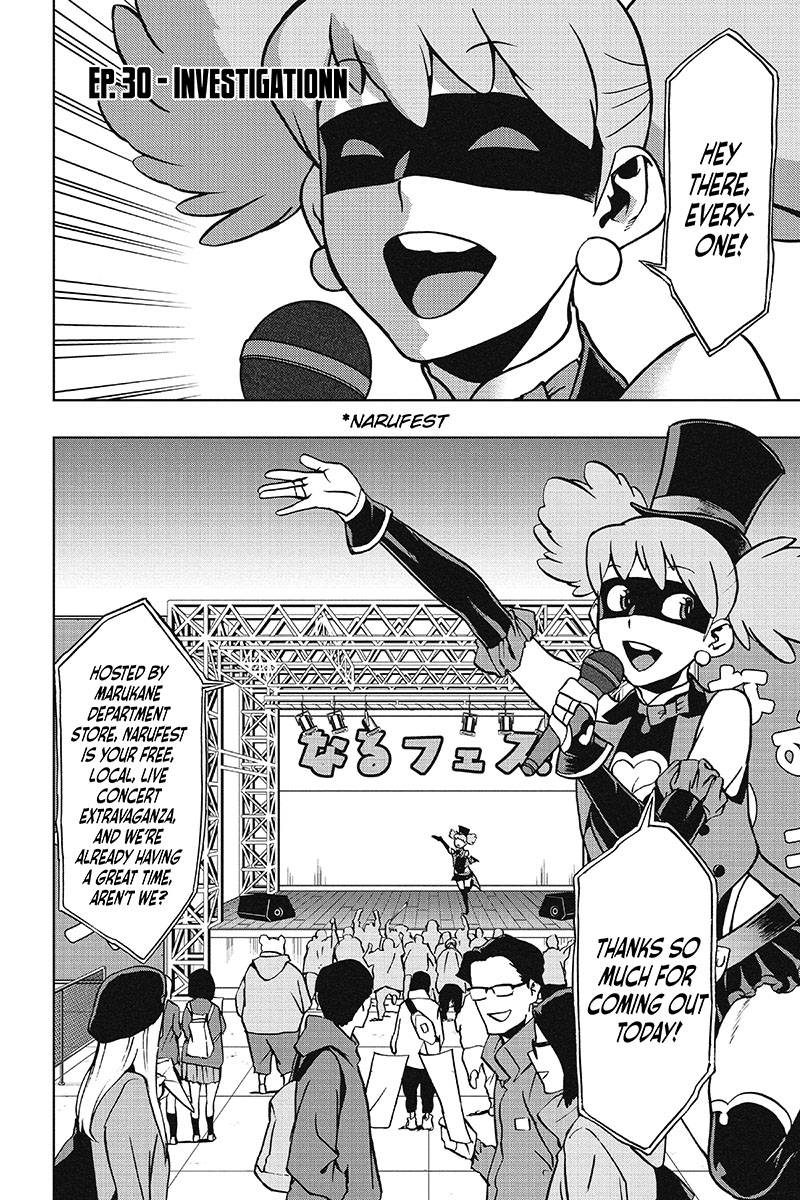 EP. 30 - INVESTIGATIONN
HEY
THERE,
EVERY-
ONE!
*NARUFEST
なるフェス
THANKS SO
MUCH FOR
COMING OUT
TODAY!
HOSTED BY
MARUKANE
DEPARTMENT
STORE, NARUFEST
IS YOUR FREE,
LOCAL, LIVE
CONCERT
EXTRAVAGANZA,
AND WE'RE
ALREADY HAVING
A GREAT TIME,
AREN'T WE?